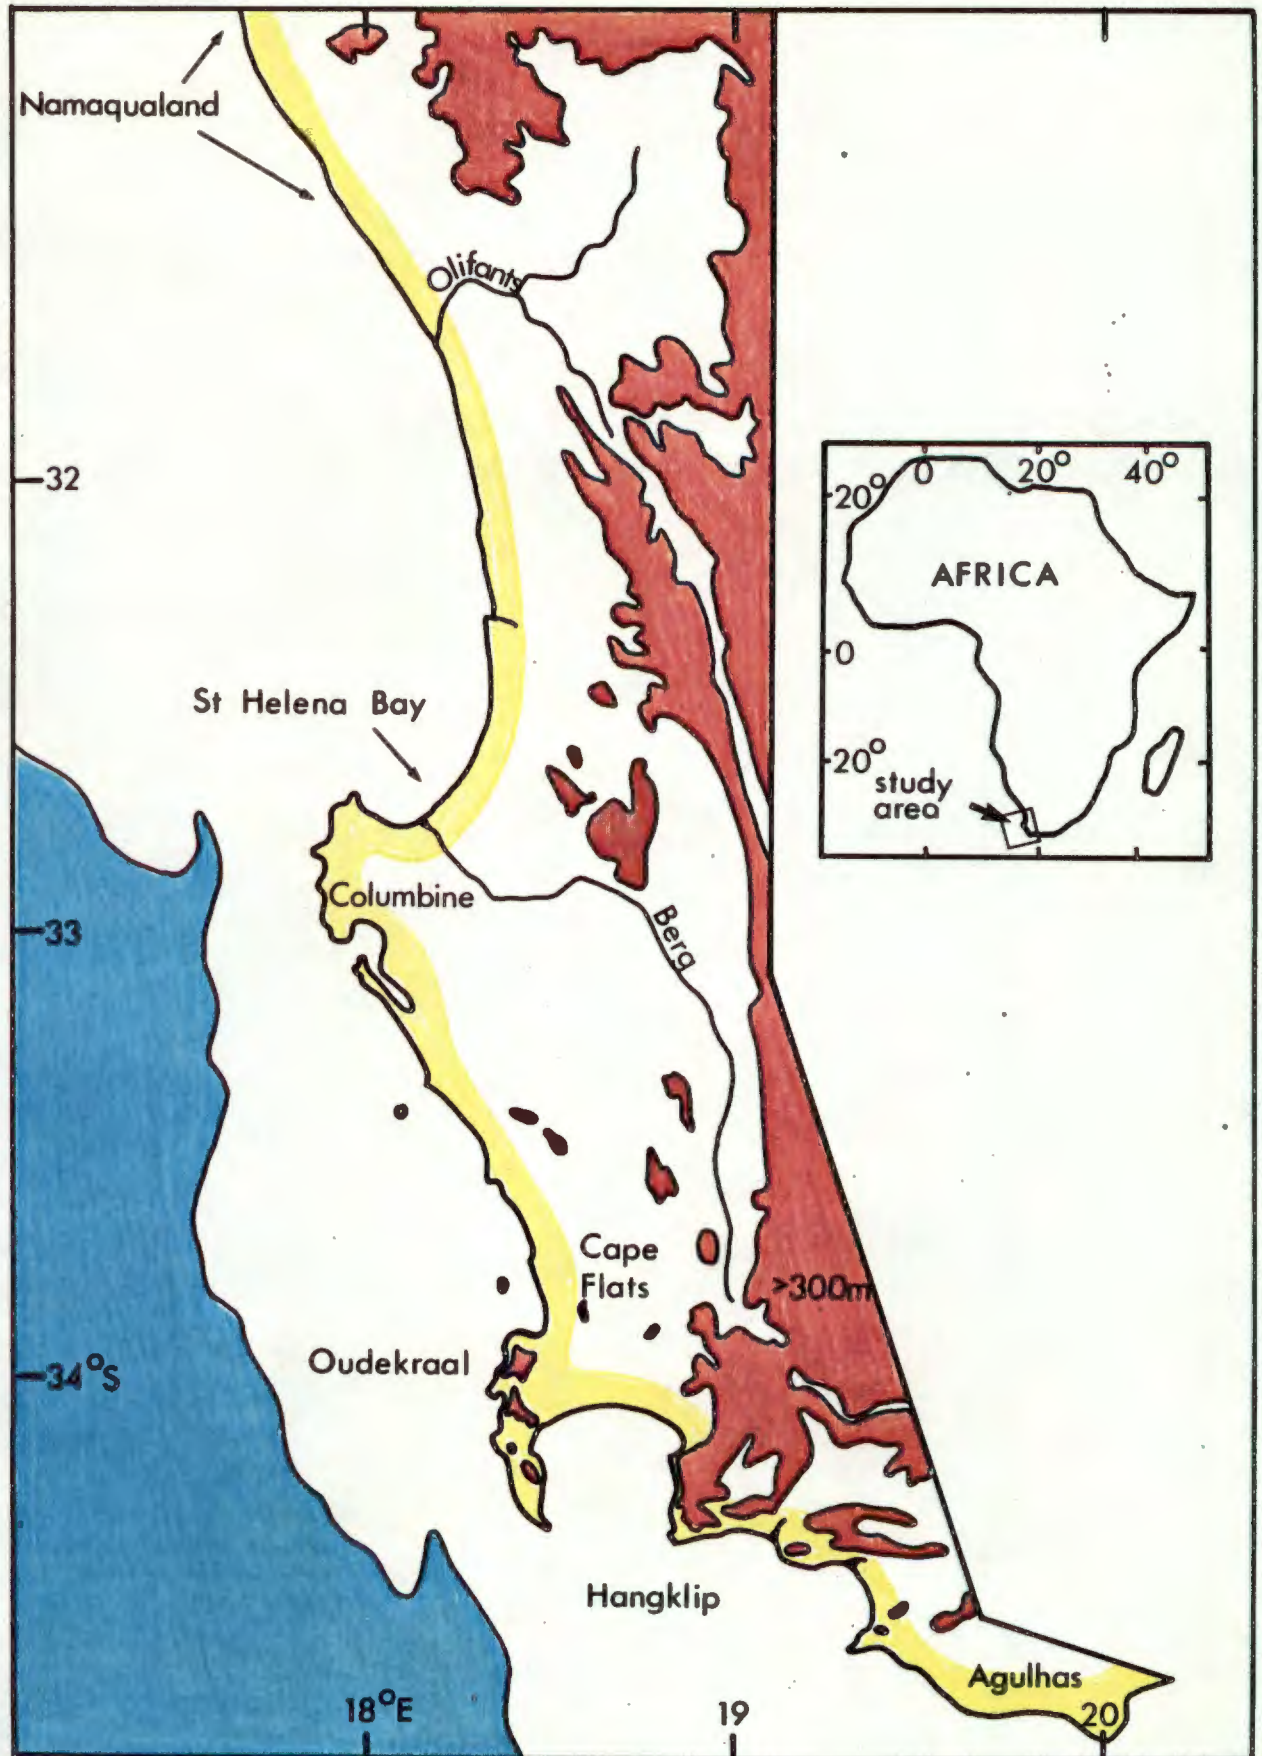 Namaqualand
Olifants
32
0
20°
40°
20°
AFRICA
0
St Helena Bay
20°
study
area
Columbine
33
Berg
Cape
Flats
>300m
Oudekraal
34°S
Hangklip
Agulhas
18°E
19
20